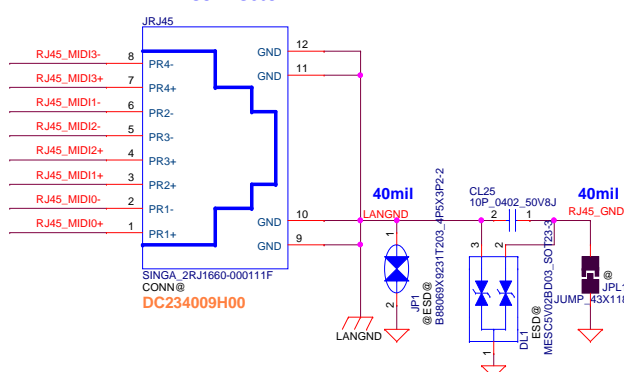 JRJ45
RJ45_MIDI3- 8 PR4-
RJ45_MIDI3+ 7 PR4+
RJ45_MIDI1- 6 PR2-
RJ45_MIDI2- 5 PR3-
RJ45_MIDI2+ 4 PR3+
RJ45_MIDI1+ 3 PR2+
RJ45_MIDI0- 2 PR1-
RJ45_MIDI0+ 1 PR1+
GND 12
GND 11
GND 10
GND 9
SINGA_2RJ1660-000111F
CONN@
DC234009H00
LANGND
40mil
LANGND
1
2
JP1
@ESD@
B88069X9231T203_4P5X3P2-2
CL25
10P_0402_50V8J
2 1
3 2
1
DL1
ESD@
MESC5V02BD03_SOT23-3
40mil
RJ45_GND
@
JPL1
JUMP_43X118